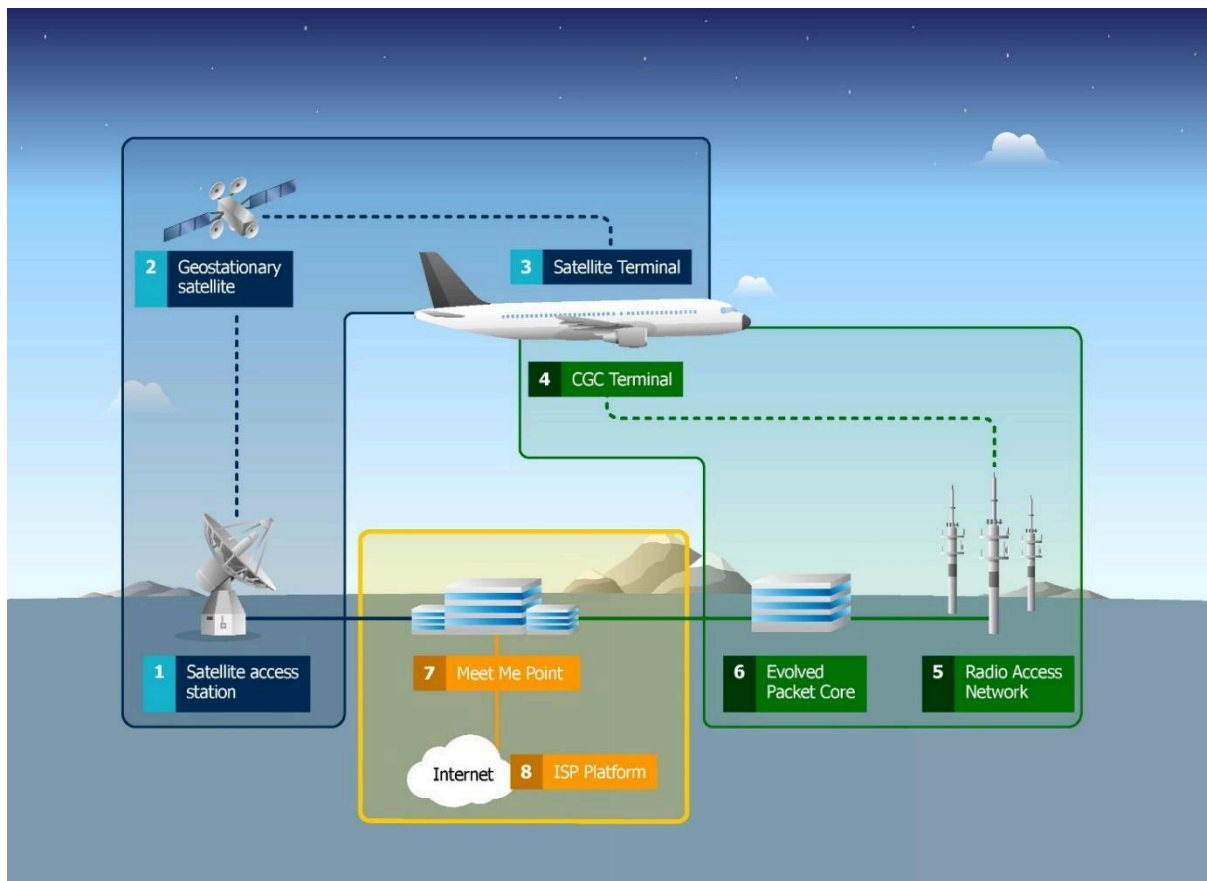 2 Geostationary
satellite
3 Satellite Terminal
4 CGC Terminal
1 Satellite access
station
7 Meet Me Point
6 Evolved
Packet Core
5 Radio Access
Network
Internet
8 ISP Platform